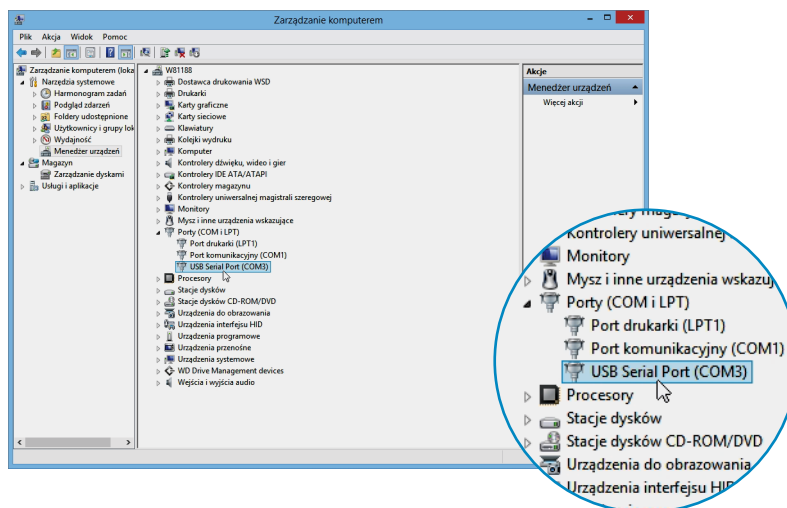 Zarządzanie komputerem
Plik Akcja Widok Pomoc
Zarządzanie komputerem (loka
Narzędzia systemowe
Harmonogram zadań
Podgląd zdarzeń
Foldery udostępnione
Użytkownicy i grupy lok
Wydajność
Menedżer urządzeń
Magazyn
Zarządzanie dyskami
Usługi i aplikacje
W81188
Dostawca drukowania WSD
Drukarki
Karty graficzne
Karty sieciowe
Klawiatury
Kolejki wydruku
Komputer
Kontrolery dźwięku, wideo i gier
Kontrolery IDE ATA/ATAPI
Kontrolery magazynu
Kontrolery uniwersalnej magistrali szeregowej
Monitory
Mysz i inne urządzenia wskazujące
Porty (COM i LPT)
Port drukarki (LPT1)
Port komunikacyjny (COM1)
USB Serial Port (COM3)
Procesory
Stacje dysków
Stacje dysków CD-ROM/DVD
Urządzenia do obrazowania
Urządzenia interfejsu HID
Urządzenia programowe
Urządzenia przenośne
Urządzenia systemowe
WD Drive Management devices
Wejścia i wyjścia audio
Akcje
Menedżer urządzeń
Więcej akcji
Kontrolery uniwersalnej
Monitory
Mysz i inne urządzenia wskazuj
Porty (COM i LPT)
Port drukarki (LPT1)
Port komunikacyjny (COM1)
USB Serial Port (COM3)
Procesory
Stacje dysków
Stacje dysków CD-ROM/DVD
Urządzenia do obrazowania
Urządzenia interfejsu HID